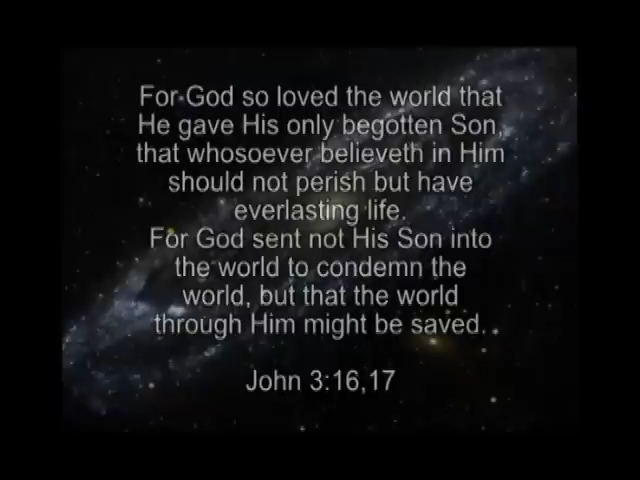 For God so loved the world that
He gave His only begotten Son,
that whosoever believeth in Him
should not perish but have
everlasting life.
For God sent not His Son into
the world to condemn the
world, but that the world
through Him might be saved.
John 3:16,17